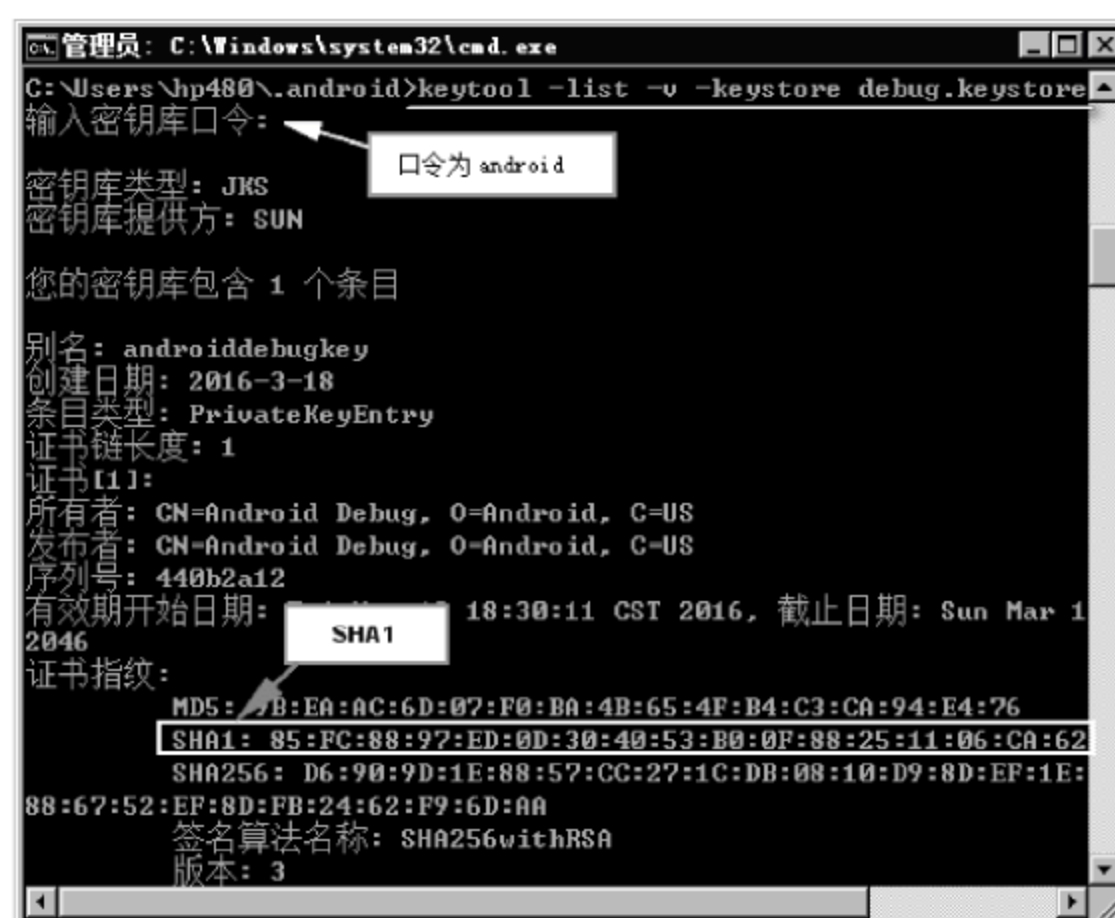 管理员: C:\Windows\system32\cmd.exe
C:\Users\hp480\.android>keytool -list -v -keystore debug.keystore
输入密钥库口令:
口令为 android
密钥库类型: JKS
密钥库提供方: SUN
您的密钥库包含 1 个条目
别名: androiddebugkey
创建日期: 2016-3-18
条目类型: PrivateKeyEntry
证书链长度: 1
证书[1]:
所有者: CN=Android Debug, O=Android, C=US
发布者: CN=Android Debug, O=Android, C=US
序列号: 440b2a12
有效期开始日期: 18:30:11 CST 2016, 截止日期: Sun Mar 1
2046
SHA1
证书指纹:
MD5: B:EA:AC:6D:07:F0:BA:4B:65:4F:B4:C3:CA:94:E4:76
SHA1: 85:FC:88:97:ED:0D:30:40:53:B0:0F:88:25:11:06:CA:62
SHA256: D6:90:9D:1E:88:57:CC:27:1C:DB:08:10:D9:8D:EF:1E:
88:67:52:EF:8D:FB:24:62:F9:6D:AA
签名算法名称: SHA256withRSA
版本: 3